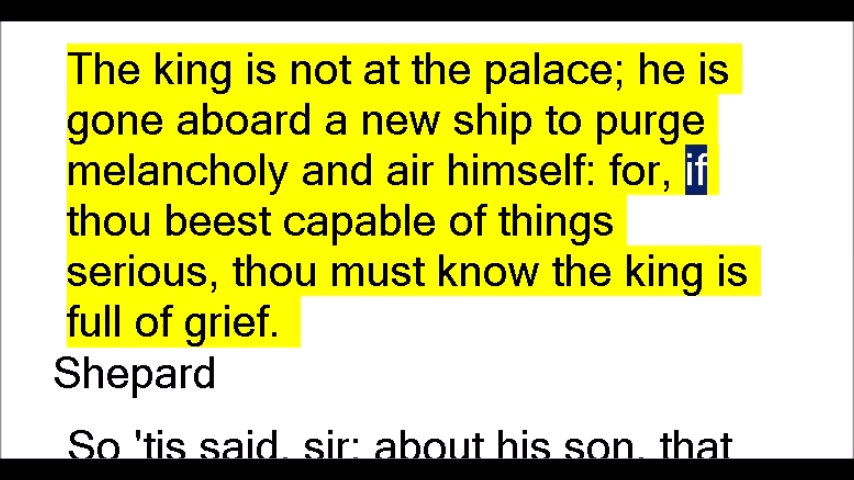 The king is not at the palace; he is
gone aboard a new ship to purge
melancholy and air himself: for, if
thou beest capable of things
serious, thou must know the king is
full of grief.
Shepard
So 'tis said, sir; about his son, that